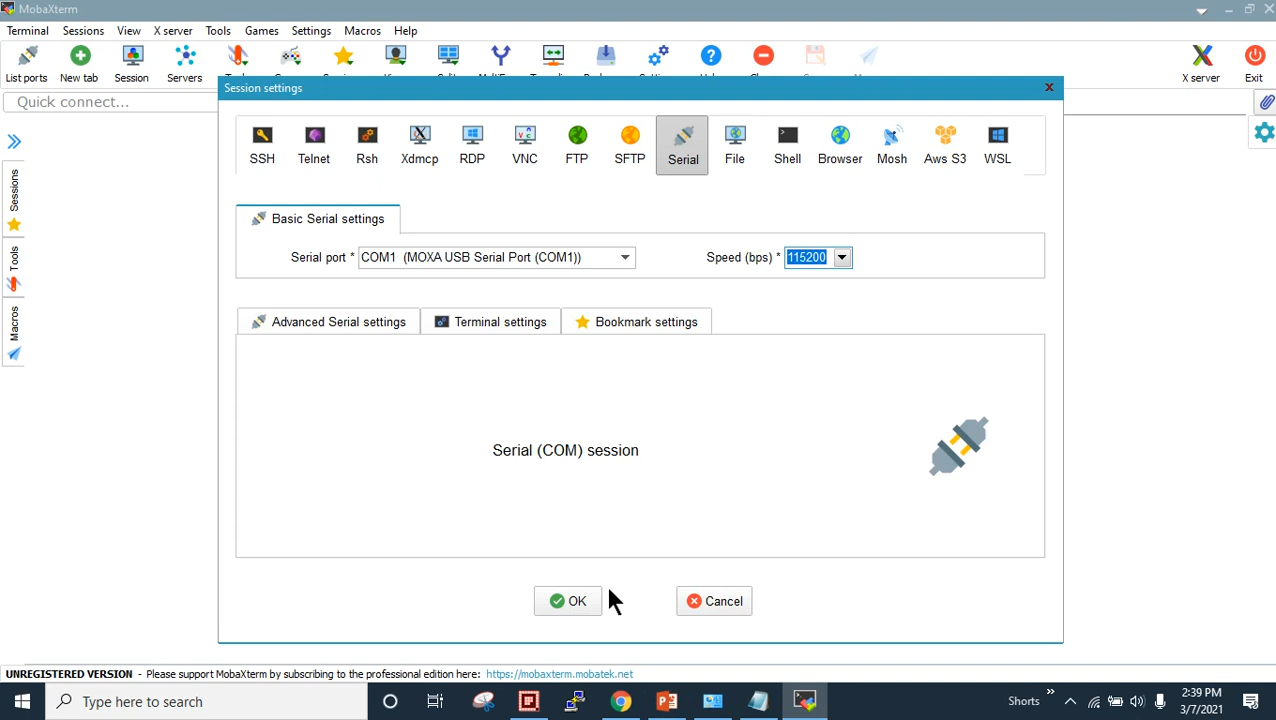 MobaXterm
Terminal Sessions View X server Tools Games Settings Macros Help
List ports New tab Session Servers X server Exit
Quick connect...
Session settings
SSH Telnet Rsh Xdmcp RDP VNC FTP SFTP Serial File Shell Browser Mosh Aws S3 WSL
Sessions
Tools
Macros
Basic Serial settings
Serial port * COM1 (MOXA USB Serial Port (COM1)) Speed (bps) * 115200
Advanced Serial settings Terminal settings Bookmark settings
Serial (COM) session
OK Cancel
UNREGISTERED VERSION - Please support MobaXterm by subscribing to the professional edition here: https://mobaxterm.mobatek.net
Type here to search
Shorts
2:39 PM
3/7/2021